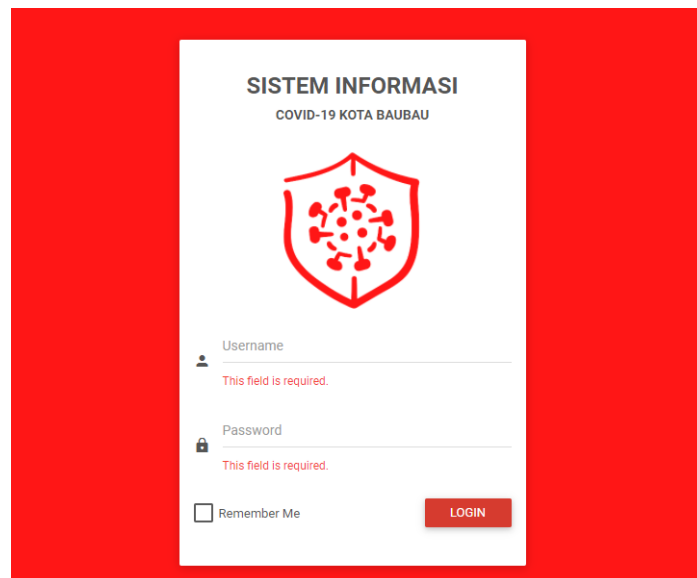 SISTEM INFORMASI
COVID-19 KOTA BAUBAU
Username
This field is required.
Password
This field is required.
Remember Me
LOGIN